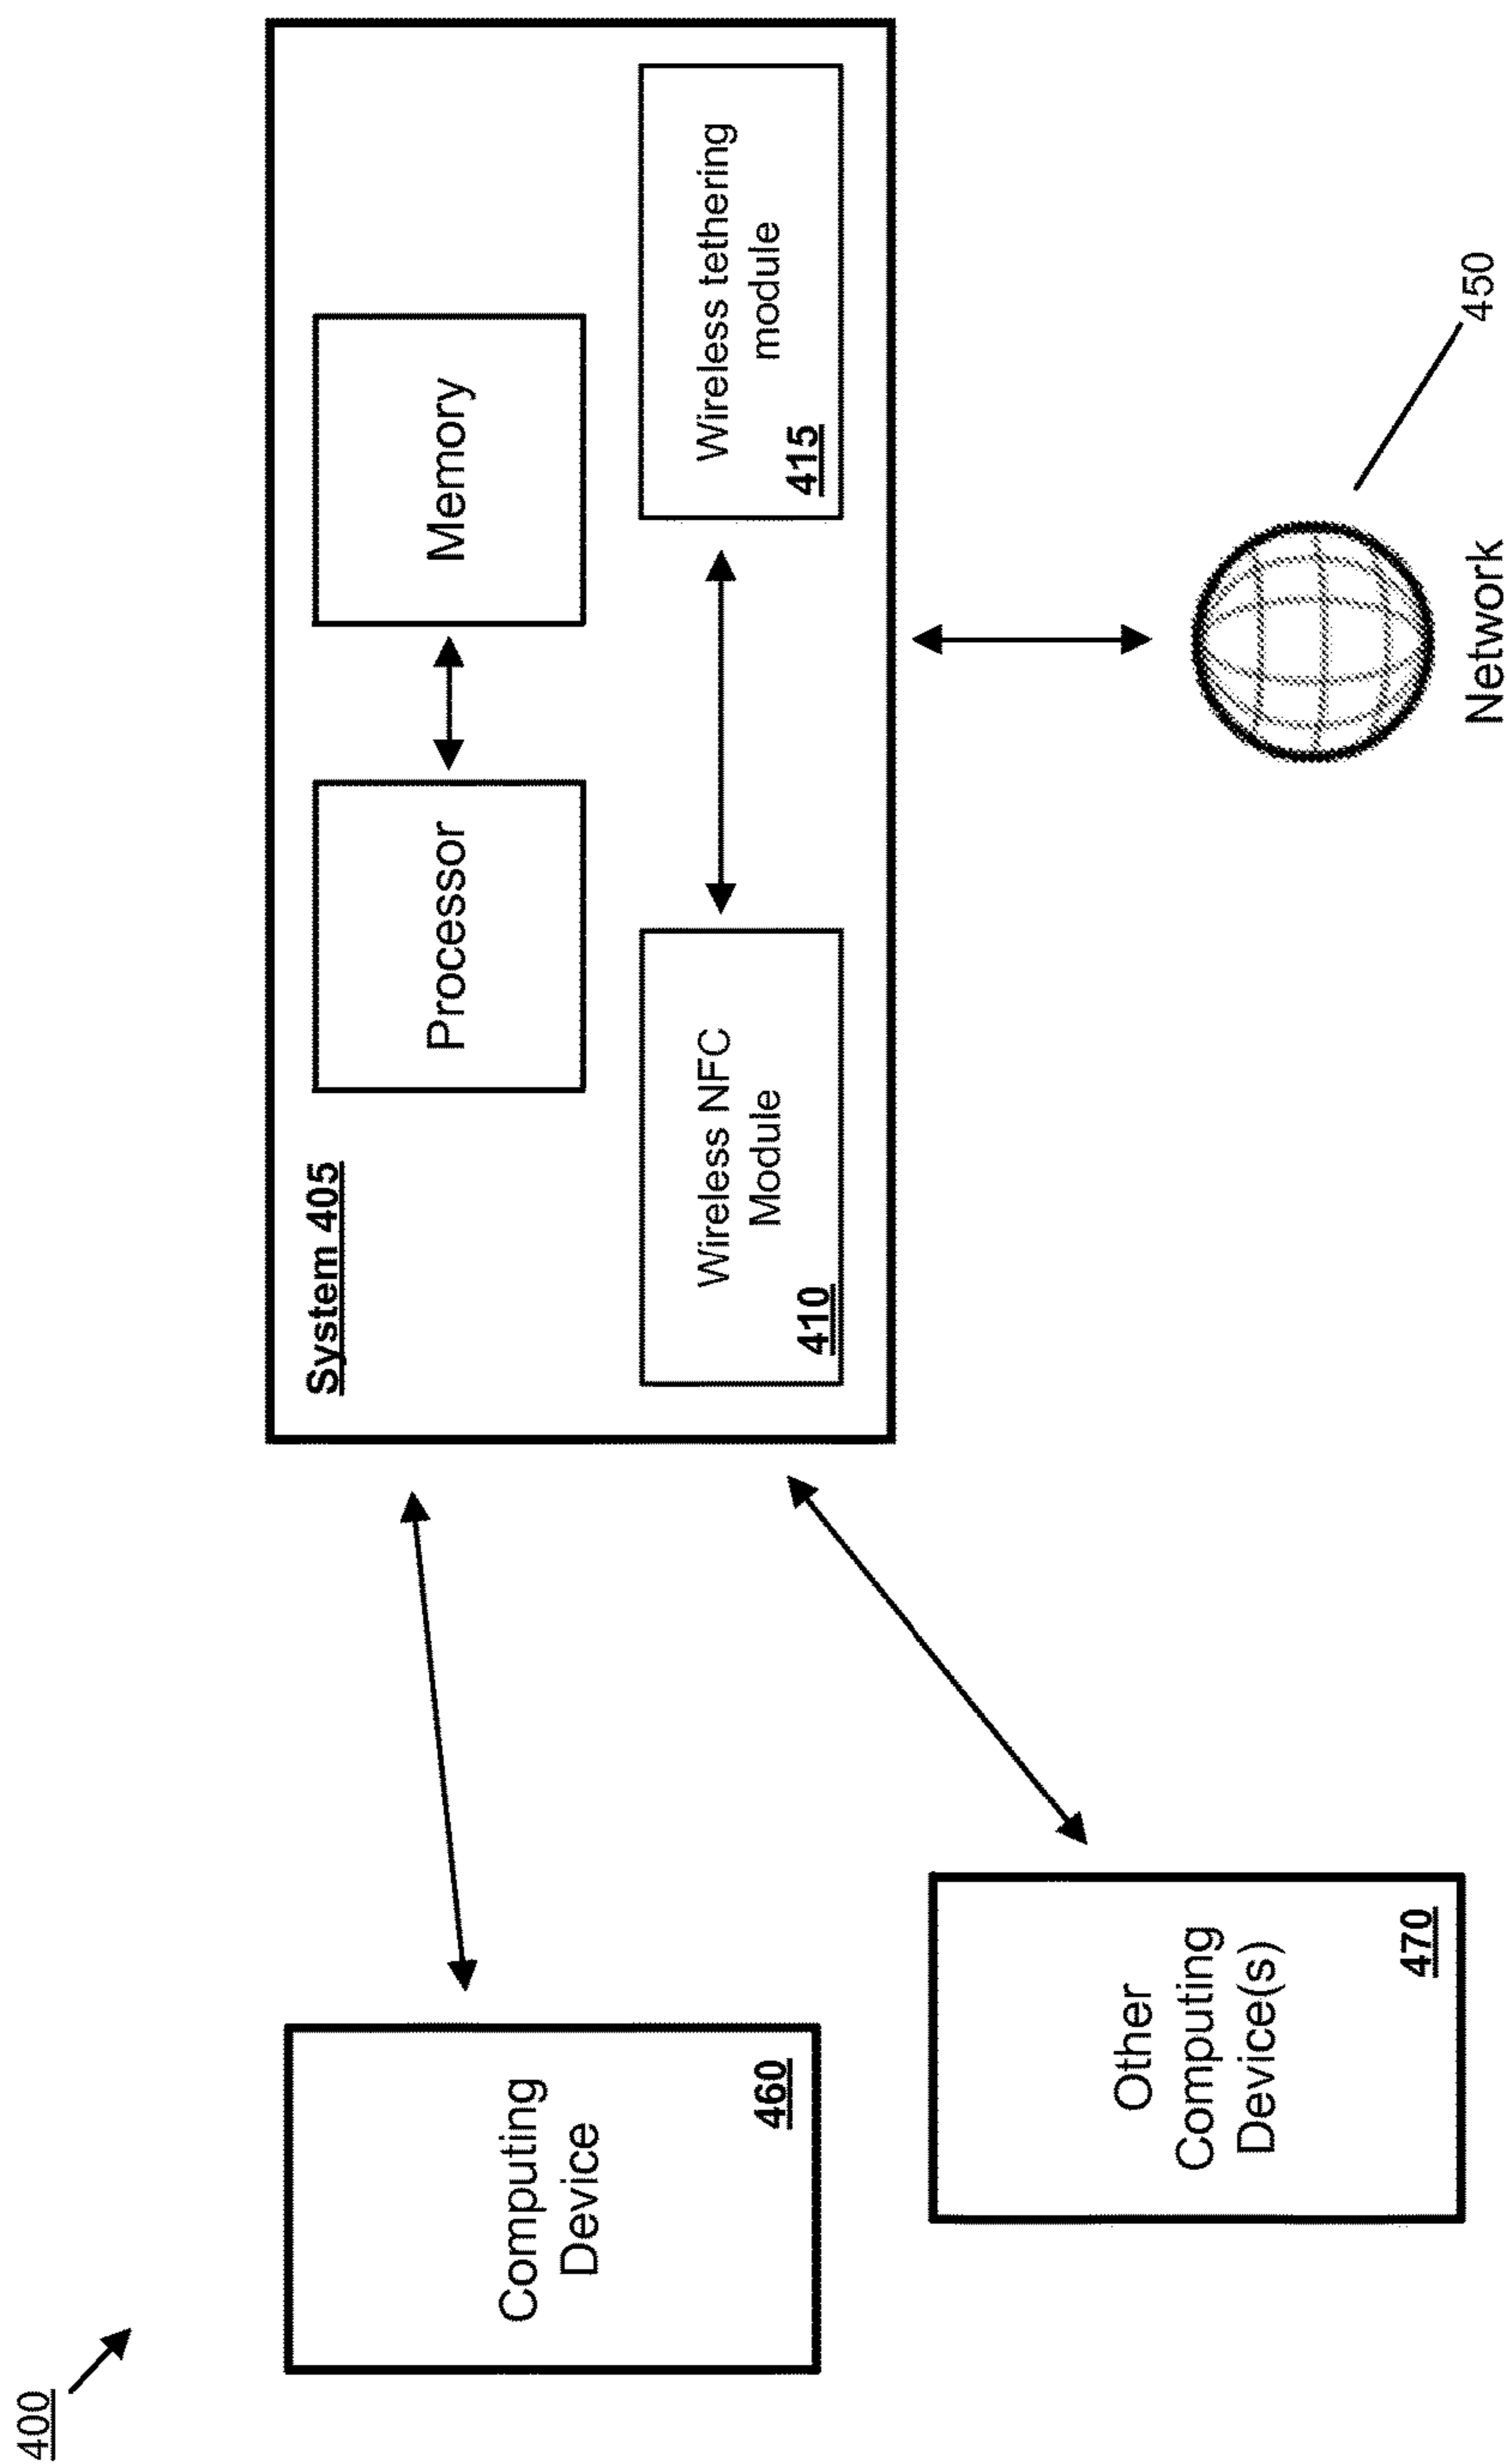 400
System 405
Processor
Memory
Wireless NFC
Module
410
Wireless tethering
module
415
Computing
Device
460
Other
Computing
Device(s)
470
Network
450